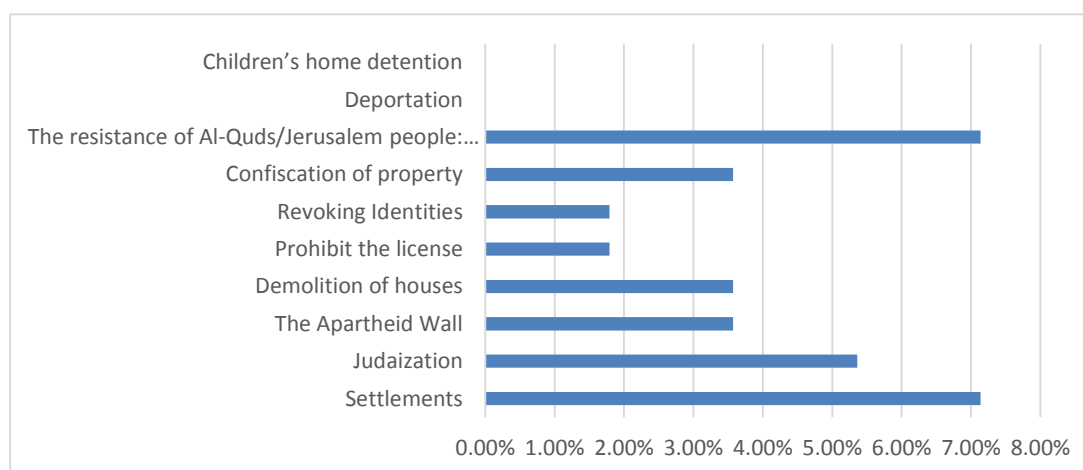 Children’s home detention
Deportation
The resistance of Al-Quds/Jerusalem people:…
Confiscation of property
Revoking Identities
Prohibit the license
Demolition of houses
The Apartheid Wall
Judaization
Settlements
0.00% 1.00% 2.00% 3.00% 4.00% 5.00% 6.00% 7.00% 8.00%